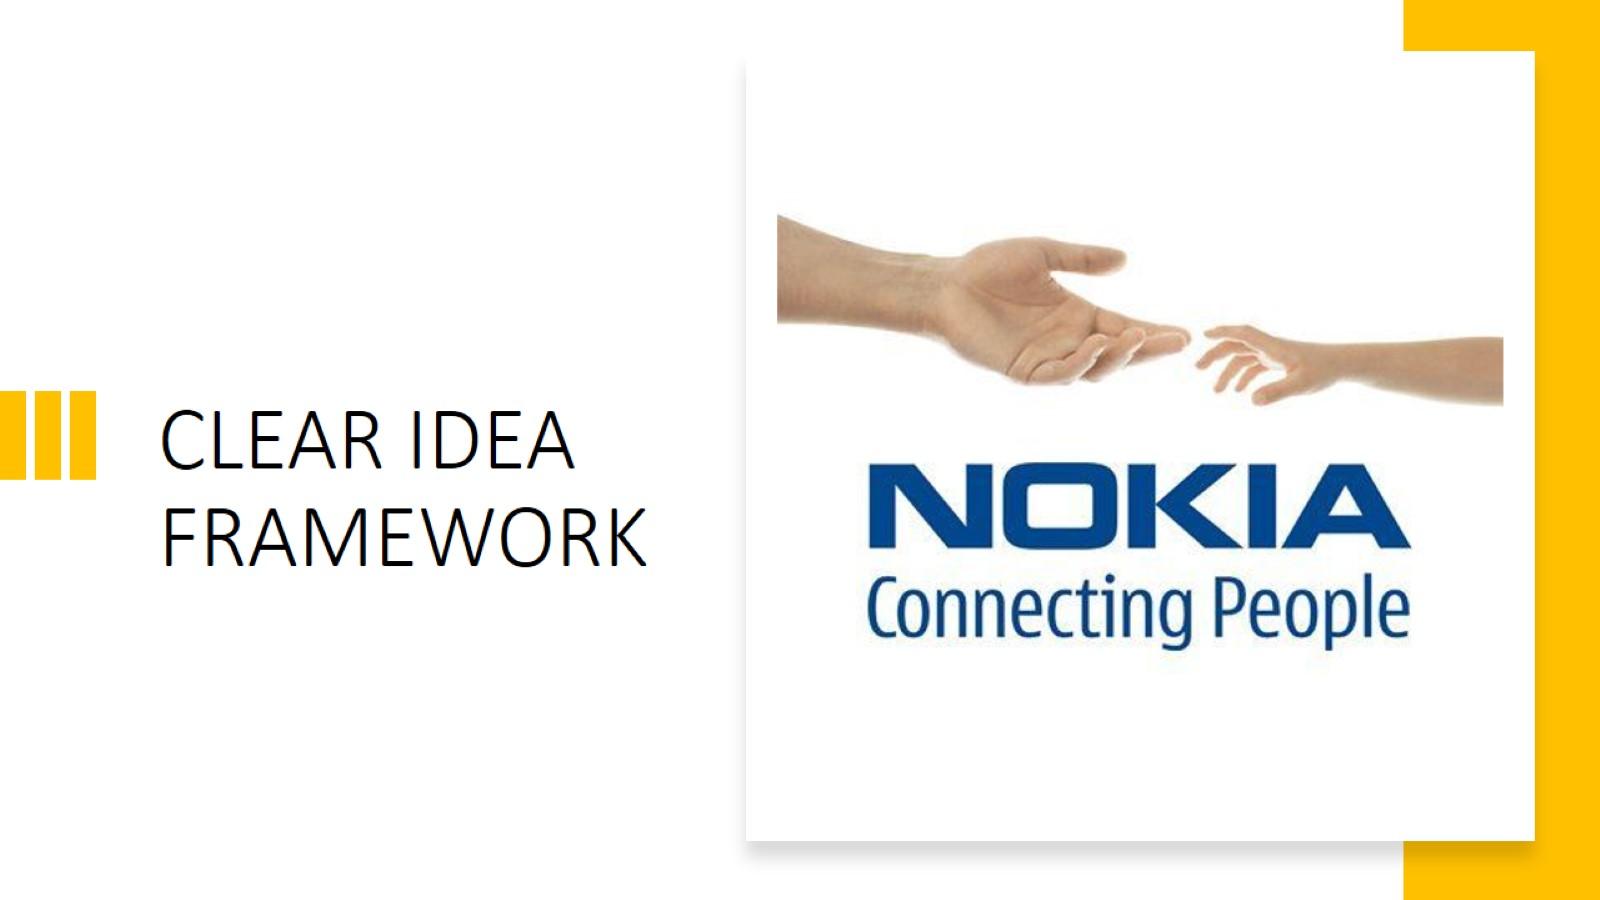 CLEAR IDEA
FRAMEWORK
NOKIA
Connecting People